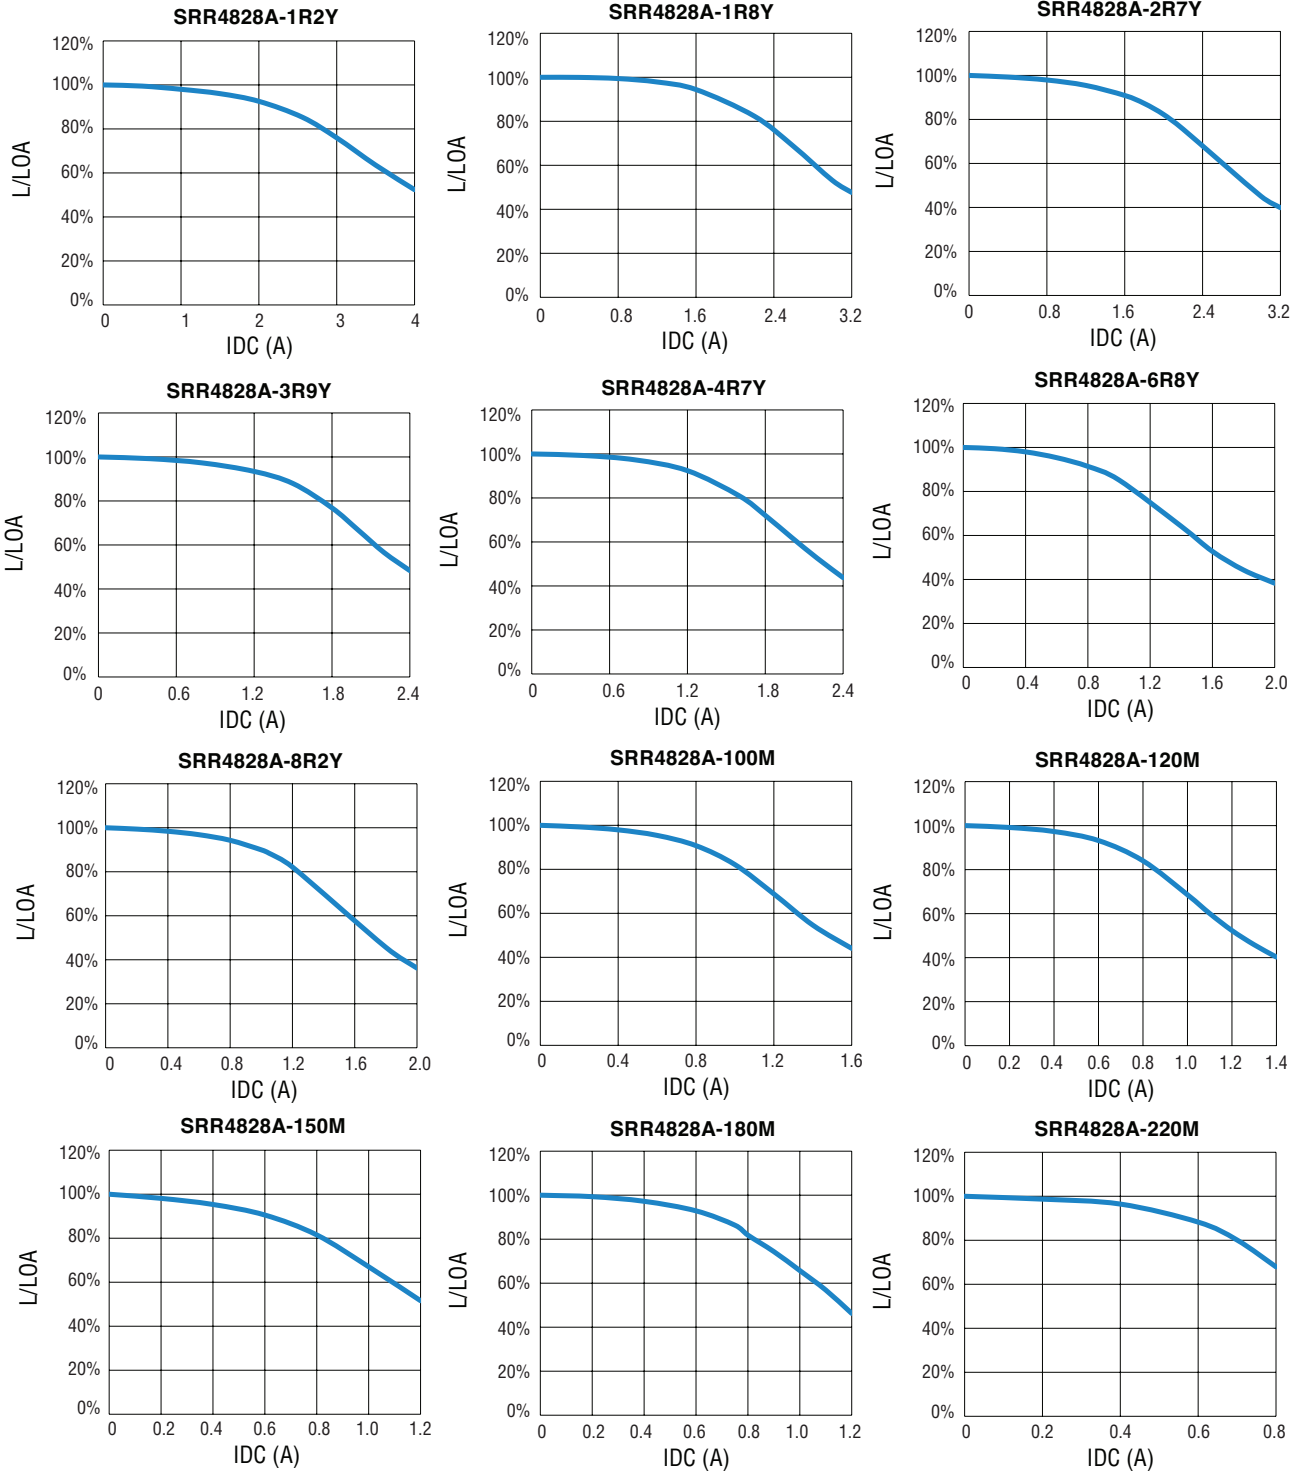 SRR4828A-1R2Y
120%
100%
80%
60%
40%
20%
0%
L/LOA
0 1 2 3 4
IDC (A)
SRR4828A-1R8Y
120%
100%
80%
60%
40%
20%
0%
L/LOA
0 0.8 1.6 2.4 3.2
IDC (A)
SRR4828A-2R7Y
120%
100%
80%
60%
40%
20%
0%
L/LOA
0 0.8 1.6 2.4 3.2
IDC (A)
SRR4828A-3R9Y
120%
100%
80%
60%
40%
20%
0%
L/LOA
0 0.6 1.2 1.8 2.4
IDC (A)
SRR4828A-4R7Y
120%
100%
80%
60%
40%
20%
0%
L/LOA
0 0.6 1.2 1.8 2.4
IDC (A)
SRR4828A-6R8Y
120%
100%
80%
60%
40%
20%
0%
L/LOA
0 0.4 0.8 1.2 1.6 2.0
IDC (A)
SRR4828A-8R2Y
120%
100%
80%
60%
40%
20%
0%
L/LOA
0 0.4 0.8 1.2 1.6 2.0
IDC (A)
SRR4828A-100M
120%
100%
80%
60%
40%
20%
0%
L/LOA
0 0.4 0.8 1.2 1.6
IDC (A)
SRR4828A-120M
120%
100%
80%
60%
40%
20%
0%
L/LOA
0 0.2 0.4 0.6 0.8 1.0 1.2 1.4
IDC (A)
SRR4828A-150M
120%
100%
80%
60%
40%
20%
0%
L/LOA
0 0.2 0.4 0.6 0.8 1.0 1.2
IDC (A)
SRR4828A-180M
120%
100%
80%
60%
40%
20%
0%
L/LOA
0 0.2 0.4 0.6 0.8 1.0 1.2
IDC (A)
SRR4828A-220M
120%
100%
80%
60%
40%
20%
0%
L/LOA
0 0.2 0.4 0.6 0.8
IDC (A)